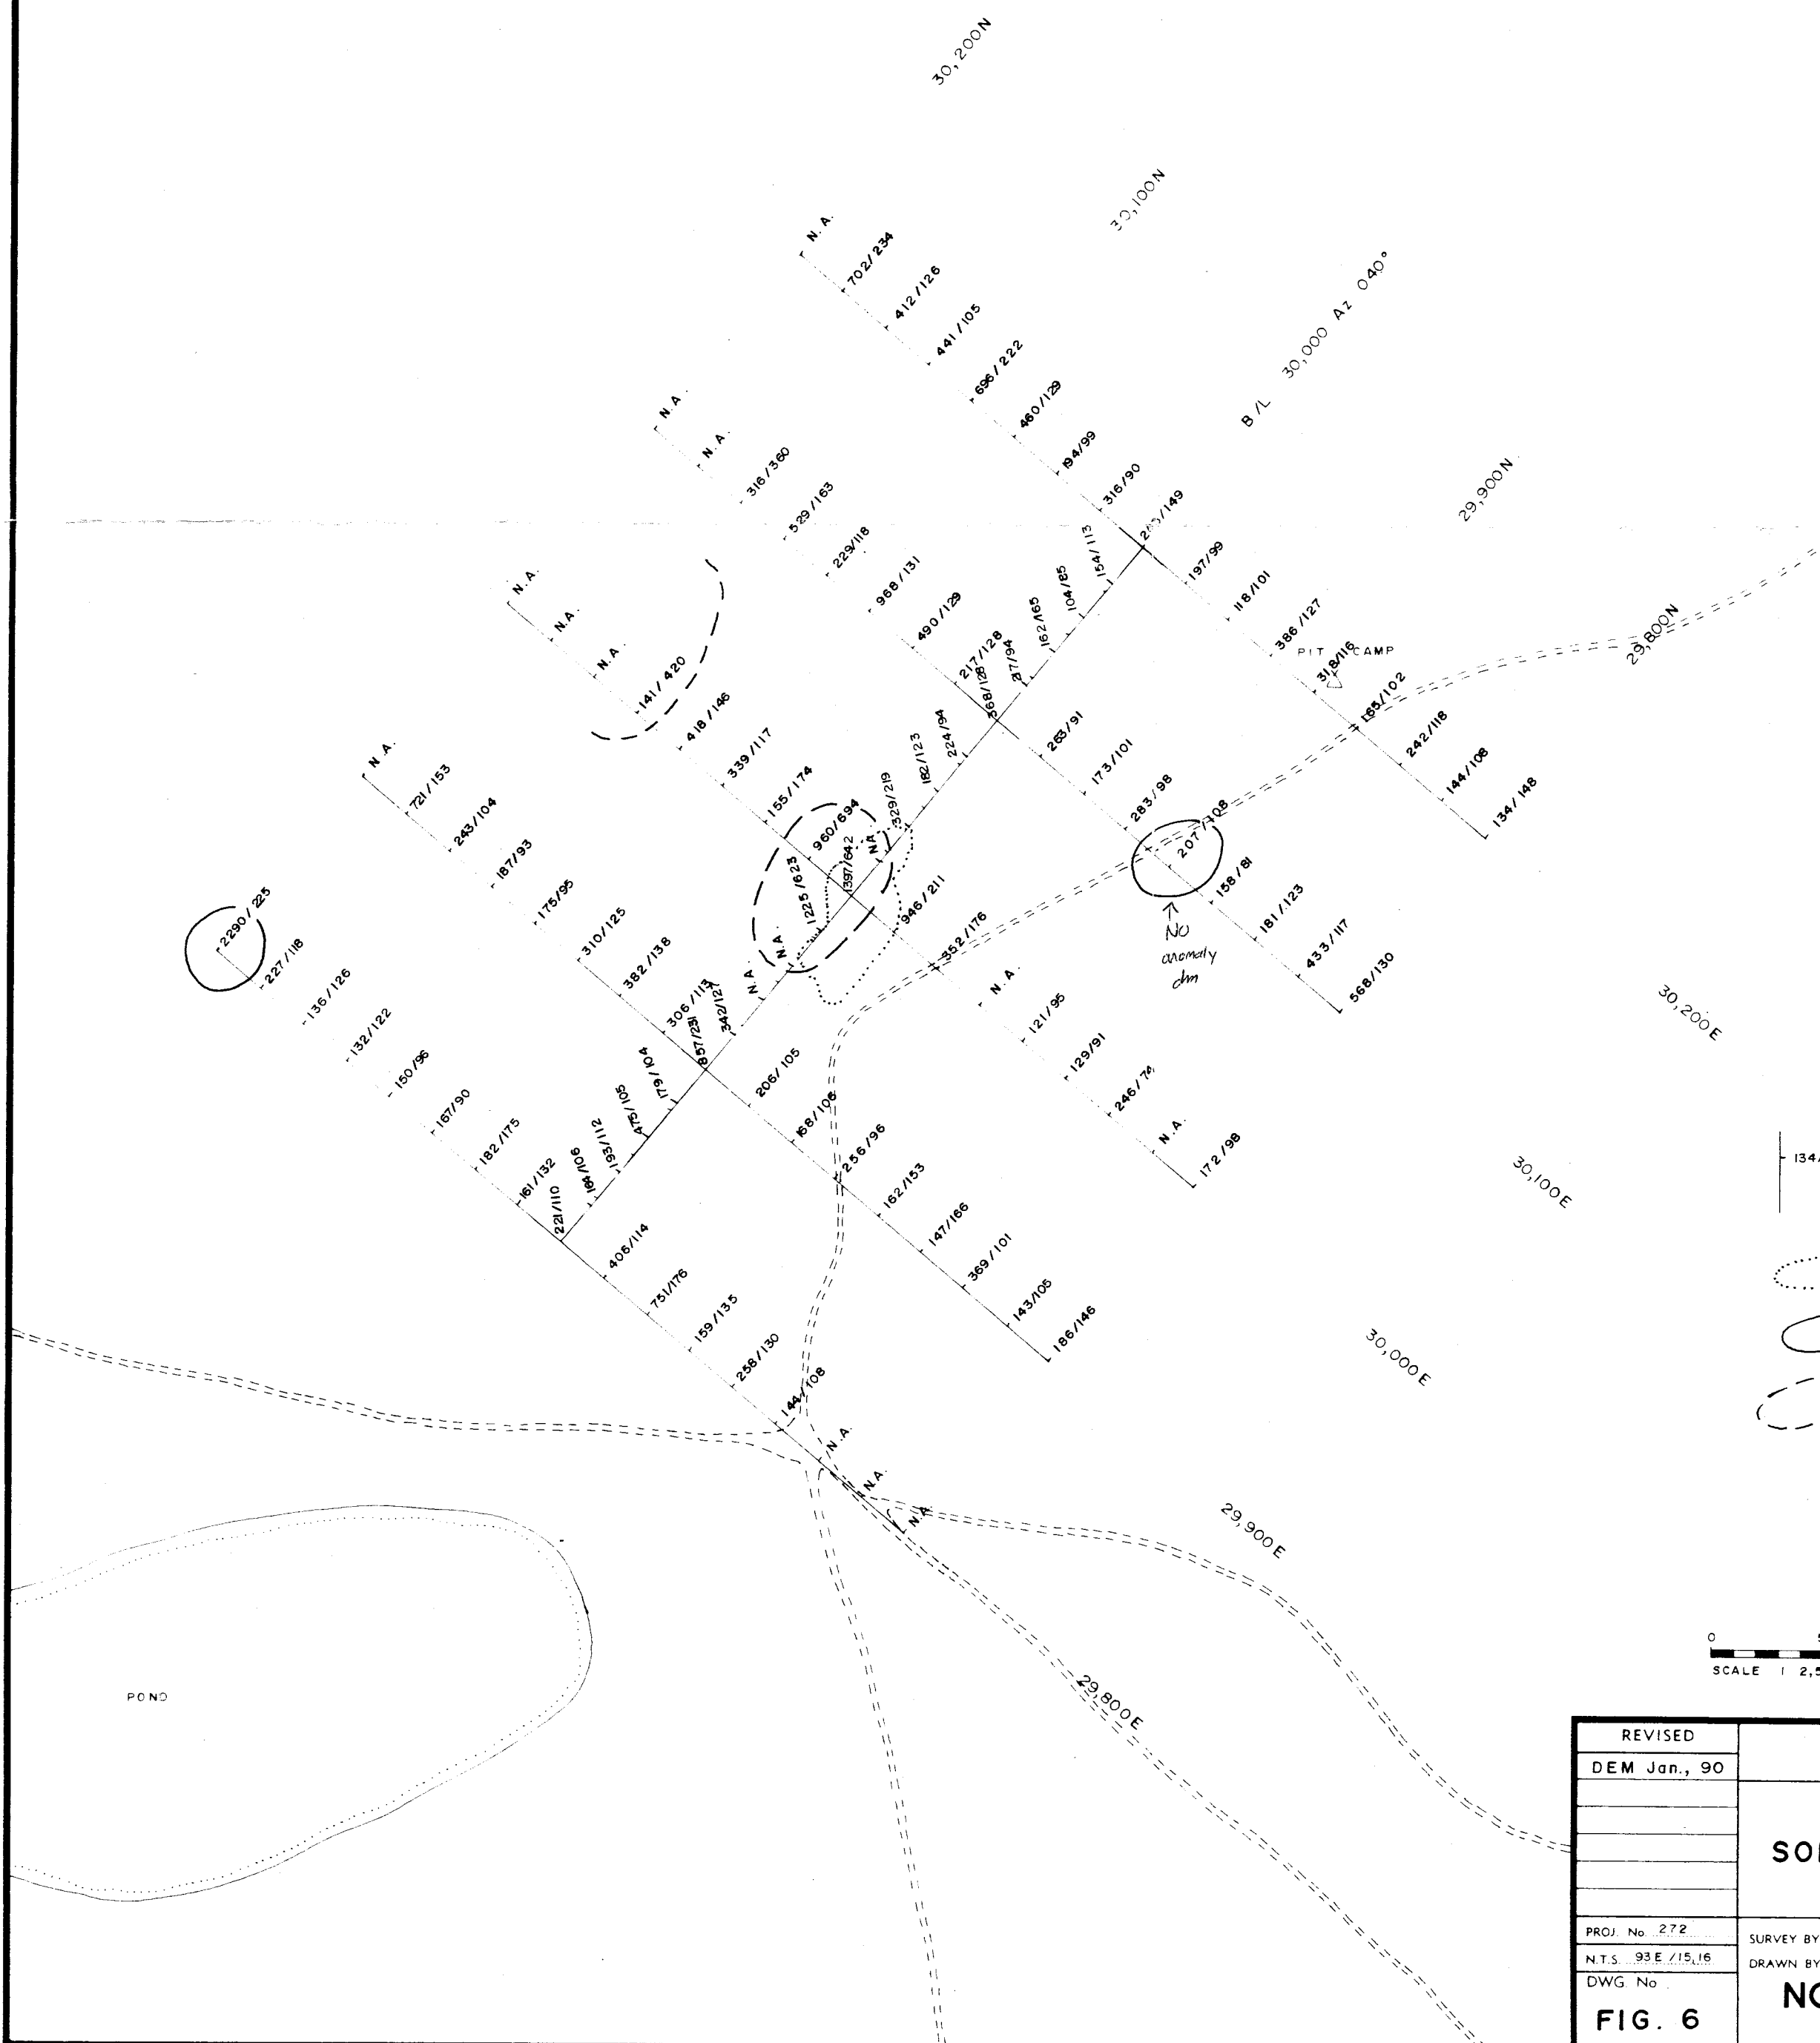 30,200N
30,100N
B/L 30,000 Az 040°
29,900N
29,800N
N.A.
702/234
412/126
441/105
696/222
460/129
194/99
316/90
/149
197/99
118/101
386/127
318/116
165/102
242/118
144/108
134/148
PIT CAMP
N.A.
N.A.
316/360
529/163
229/118
968/131
490/129
217/128
368/128
263/91
173/101
283/98
207/108
158/81
181/123
433/117
568/130
No
anomaly
dm
154/113
104/85
162/165
217/94
224/94
182/123
329/219
NA
1397/642
1225/623
N.A.
N.A.
342/127
N.A.
N.A.
N.A.
141/420
418/146
339/117
155/174
960/694
946/211
352/176
N.A.
121/95
129/91
246/74
N.A.
172/98
N.A.
721/153
243/104
187/93
175/95
310/125
382/138
306/113
857/231
206/105
168/106
256/96
162/153
147/166
369/101
143/105
186/146
179/104
475/105
193/112
184/106
2290/225
227/118
136/126
132/122
150/96
167/90
182/175
161/132
221/110
406/114
751/176
159/135
258/130
144/108
N.A.
N.A.
N.A.
30,200E
30,100E
30,000E
29,900E
29,800E
134/
POND
0
SCALE 1 2,5
REVISED
DEM Jan., 90
SO
PROJ. No. 272
N.T.S. 93E/15,16
DWG. No
FIG. 6
SURVEY BY
DRAWN BY
NO